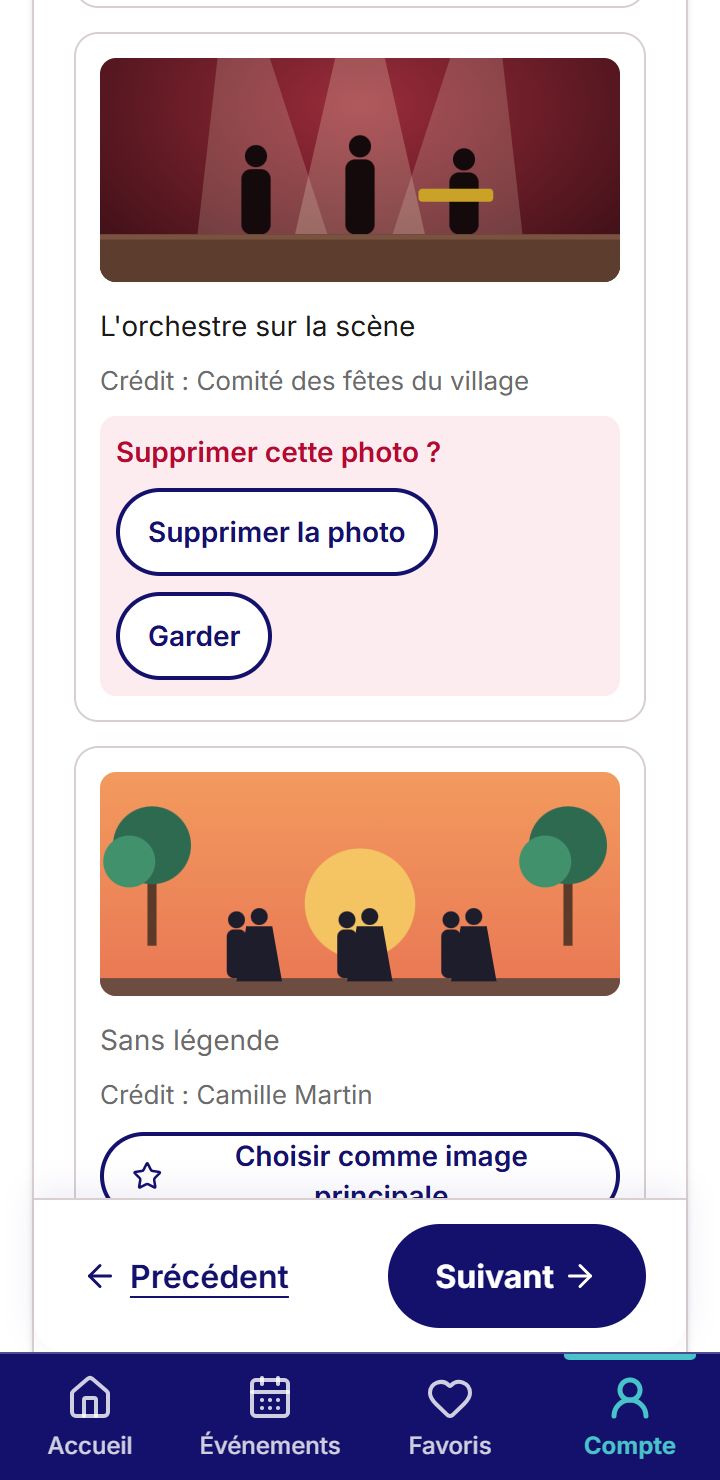 L'orchestre sur la scène
Crédit : Comité des fêtes du village
Supprimer cette photo ?
Supprimer la photo
Garder
Sans légende
Crédit : Camille Martin
Choisir comme image
principale
Précédent
Suivant
Accueil
Événements
Favoris
Compte